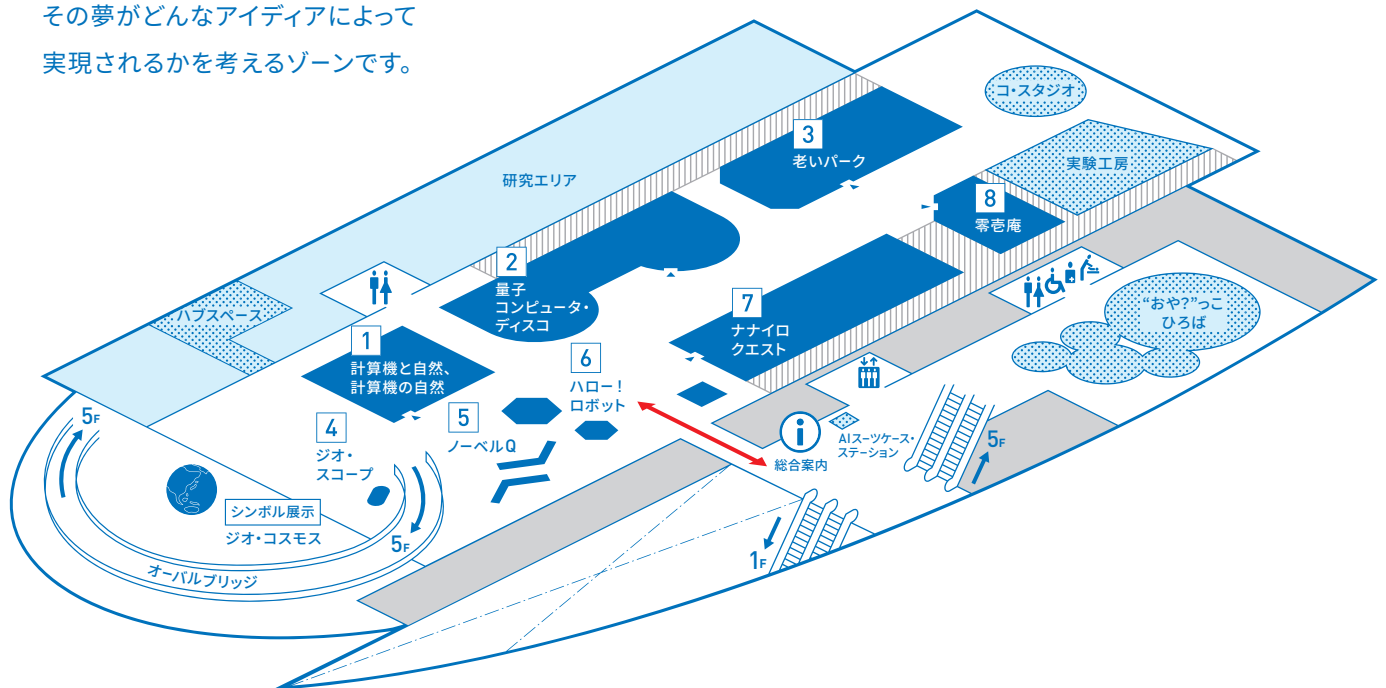 その夢がどんなアイディアによって
実現されるかを考えるゾーンです。
コ・スタジオ
3
老いパーク
実験工房
研究エリア
8
零壱庵
2
量子
コンピュータ・
ディスコ
ハブスペース
7
ナナイロ
クエスト
“おや?”っこ
ひろば
1
計算機と自然、
計算機の自然
6
ハロー!
ロボット
5F
4
ジオ・
スコープ
5
ノーベルQ
i
総合案内
AIスーツケース・
ステーション
5F
シンボル展示
ジオ・コスモス
5F
オーバルブリッジ
1F